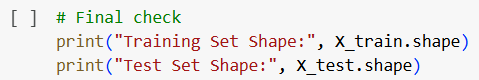 [ ] # Final check
print("Training Set Shape:", X_train.shape)
print("Test Set Shape:", X_test.shape)